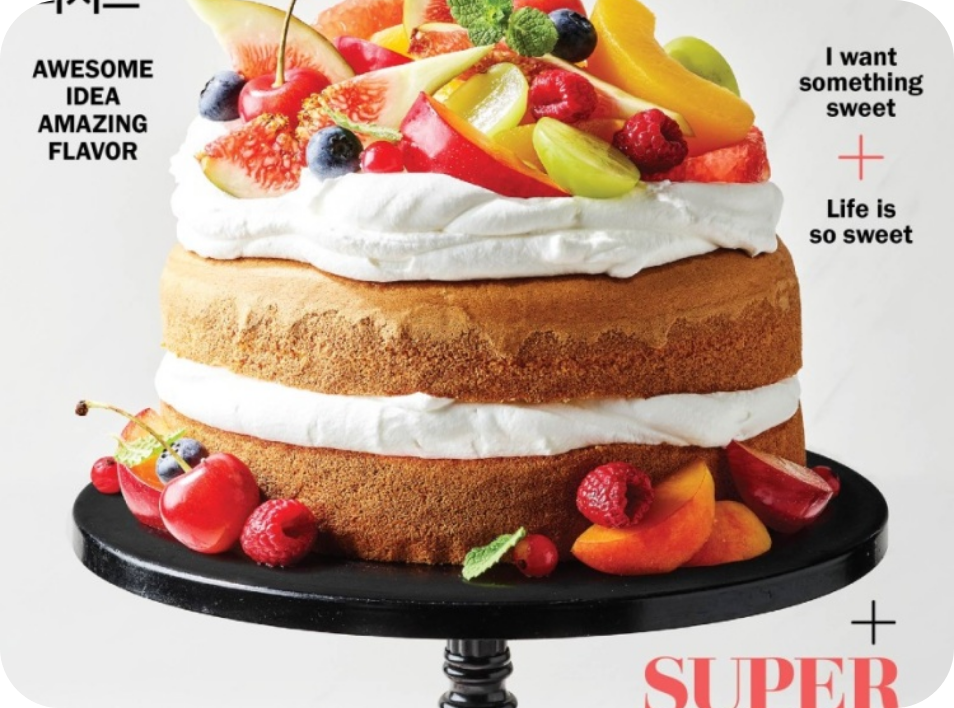 AWESOME
IDEA
AMAZING
FLAVOR
I want
something
sweet
+
Life is
so sweet
+
SUPER